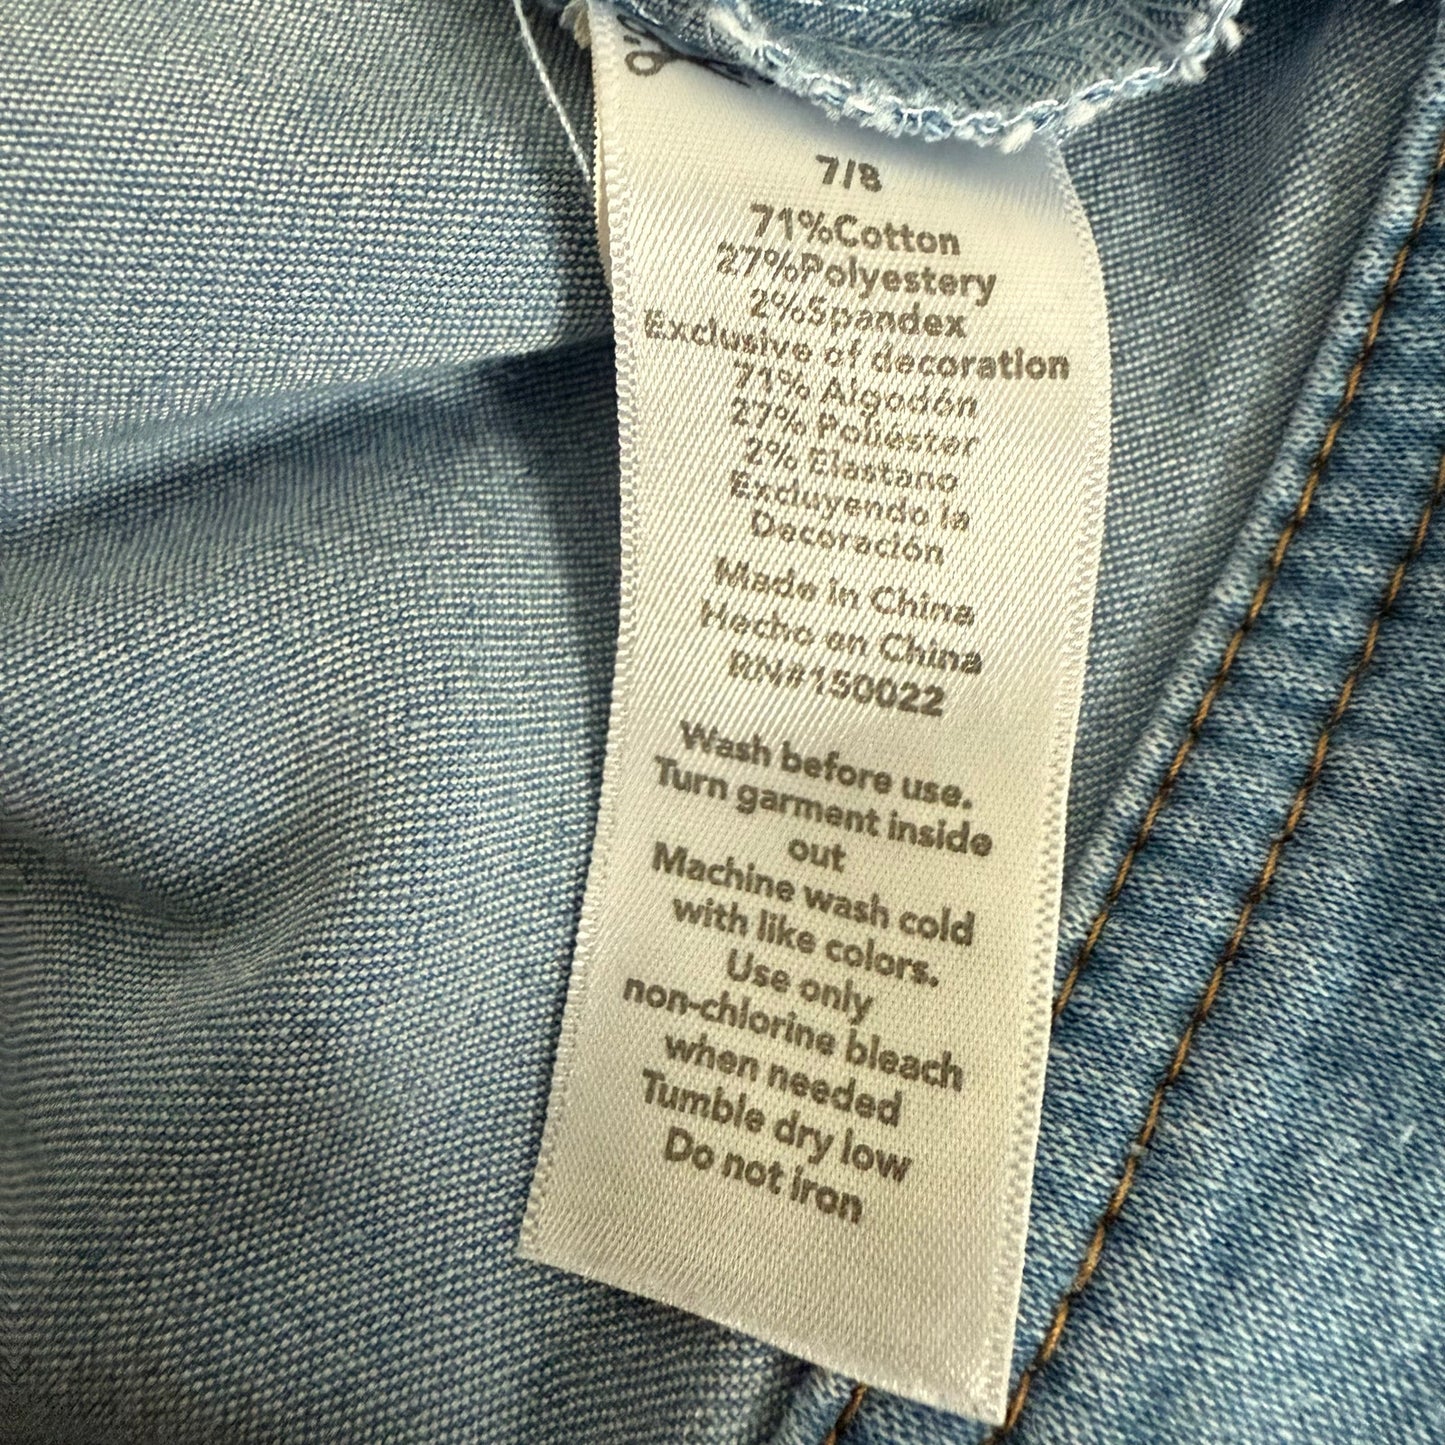 7/8
71%Cotton
27%Polyestery
2%Spandex
Exclusive of decoration
71% Algodón
27% Poliester
2% Elastano
Excluyendo la
Decoración
Made in China
Hecho en China
RN#150022
Wash before use.
Turn garment inside
out
Machine wash cold
with like colors.
Use only
non-chlorine bleach
when needed
Tumble dry low
Do not iron